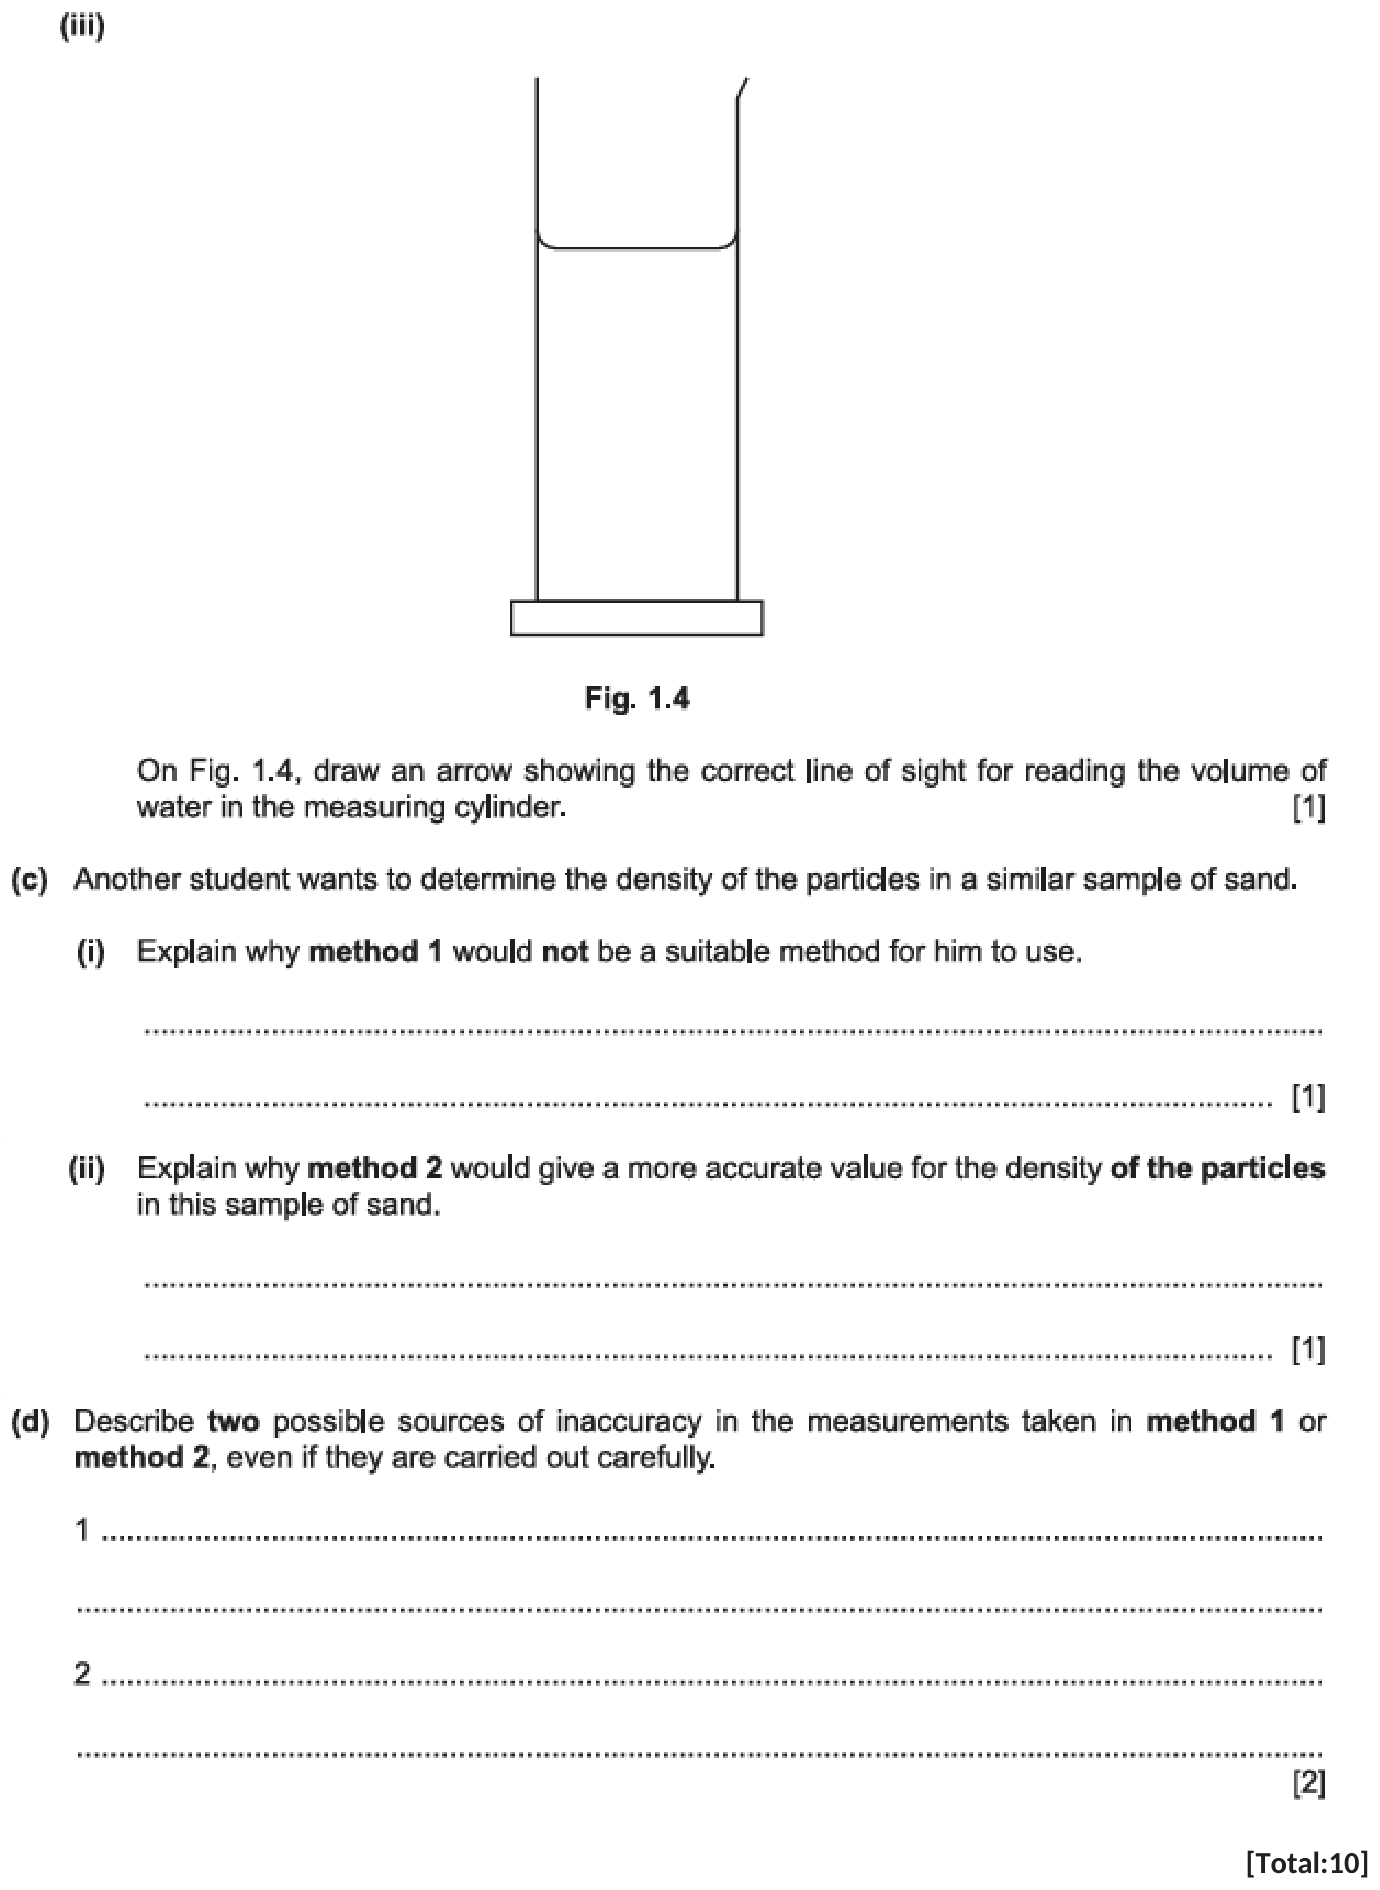 (iii)
Fig. 1.4
On Fig. 1.4, draw an arrow showing the correct line of sight for reading the volume of
water in the measuring cylinder. [1]
(c) Another student wants to determine the density of the particles in a similar sample of sand.
(i) Explain why method 1 would not be a suitable method for him to use.
[1]
(ii) Explain why method 2 would give a more accurate value for the density of the particles
in this sample of sand.
[1]
(d) Describe two possible sources of inaccuracy in the measurements taken in method 1 or
method 2, even if they are carried out carefully.
1
2
[2]
[Total:10]